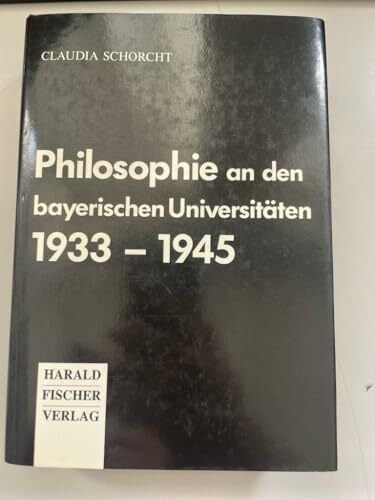 CLAUDIA SCHORCHT
Philosophie an den
bayerischen Universitäten
1933 – 1945
HARALD
FISCHER
VERLAG